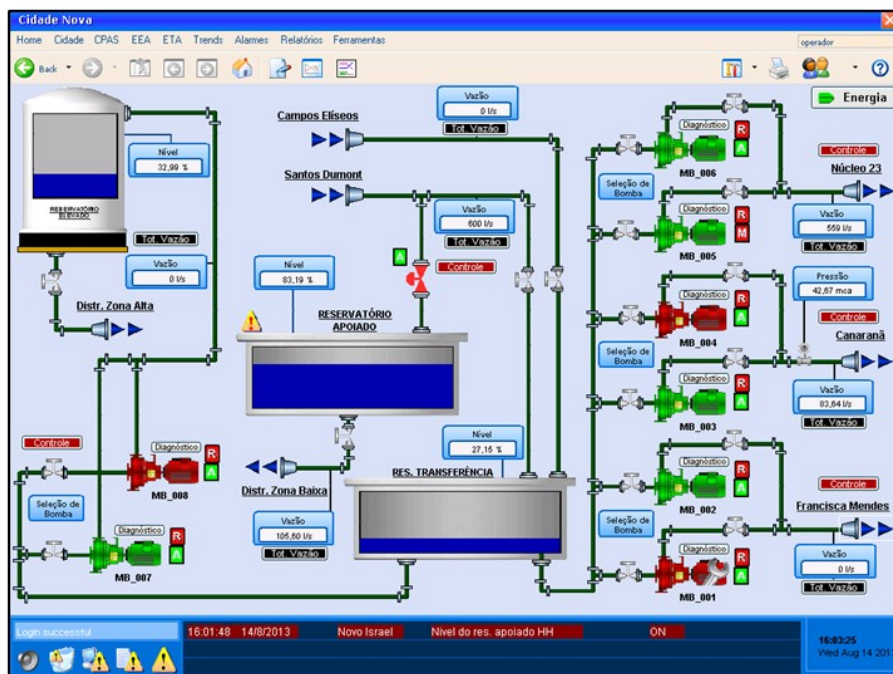 Cidade Nova
Home Cidade CPAS EEA ETA Trends Alarmes Relatórios Ferramentas
operador
Back
Energia
Vazão
0 l/s
Tot. Vazão
Campos Elíseos
Santos Dumont
Nível
32,99 %
RESERVATÓRIO
ELEVADO
Tot. Vazão
Vazão
0 l/s
Distr. Zona Alta
Vazão
600 l/s
Tot. Vazão
A
Controle
Nível
83,19 %
RESERVATÓRIO
APOIADO
Diagnóstico
R
A
MB_006
Controle
Núcleo 23
Seleção de
Bomba
Diagnóstico
R
M
MB_005
Vazão
559 l/s
Tot. Vazão
Pressão
42,67 mca
Diagnóstico
R
A
MB_004
Controle
Canaranã
Seleção de
Bomba
Diagnóstico
R
A
MB_003
Vazão
83,64 l/s
Tot. Vazão
Controle
Diagnóstico
R
A
MB_008
Seleção de
Bomba
Diagnóstico
R
A
MB_007
Distr. Zona Baixa
Vazão
105,60 l/s
Tot. Vazão
Nível
27,15 %
RES. TRANSFERÊNCIA
Diagnóstico
R
A
MB_002
Controle
Francisca Mendes
Seleção de
Bomba
Diagnóstico
R
A
MB_001
Vazão
0 l/s
Tot. Vazão
Login successful
16:01:48 14/8/2013 Novo Israel Nivel do res. apoiado HH ON
16:03:25
Wed Aug 14 201